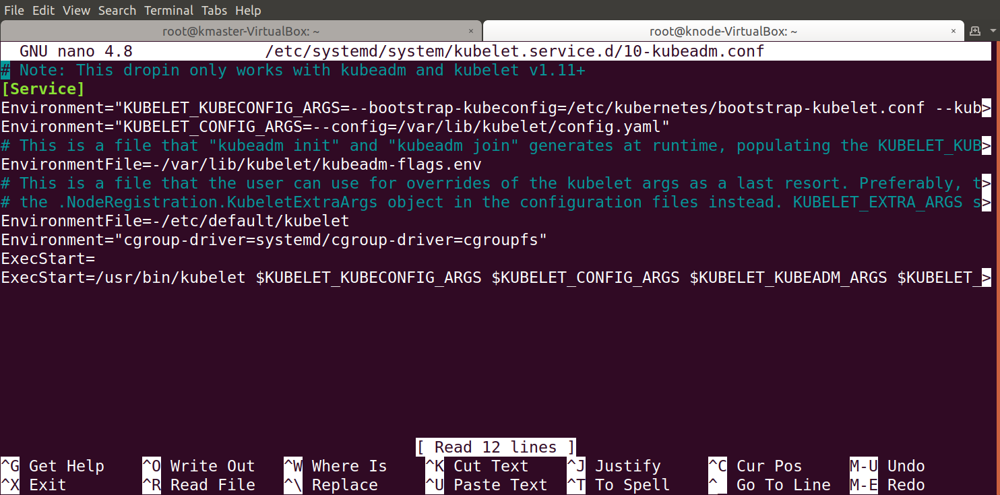 File Edit View Search Terminal Tabs Help
root@kmaster-VirtualBox: ~ ×
root@knode-VirtualBox: ~ ×
GNU nano 4.8 /etc/systemd/system/kubelet.service.d/10-kubeadm.conf
# Note: This dropin only works with kubeadm and kubelet v1.11+
[Service]
Environment="KUBELET_KUBECONFIG_ARGS=--bootstrap-kubeconfig=/etc/kubernetes/bootstrap-kubelet.conf --kub>
Environment="KUBELET_CONFIG_ARGS=--config=/var/lib/kubelet/config.yaml"
# This is a file that "kubeadm init" and "kubeadm join" generates at runtime, populating the KUBELET_KUB>
EnvironmentFile=-/var/lib/kubelet/kubeadm-flags.env
# This is a file that the user can use for overrides of the kubelet args as a last resort. Preferably, t>
# the .NodeRegistration.KubeletExtraArgs object in the configuration files instead. KUBELET_EXTRA_ARGS s>
EnvironmentFile=-/etc/default/kubelet
Environment="cgroup-driver=systemd/cgroup-driver=cgroupfs"
ExecStart=
ExecStart=/usr/bin/kubelet $KUBELET_KUBECONFIG_ARGS $KUBELET_CONFIG_ARGS $KUBELET_KUBEADM_ARGS $KUBELET_>
[ Read 12 lines ]
^G Get Help ^O Write Out ^W Where Is ^K Cut Text ^J Justify ^C Cur Pos M-U Undo
^X Exit ^R Read File ^\ Replace ^U Paste Text ^T To Spell ^_ Go To Line M-E Redo